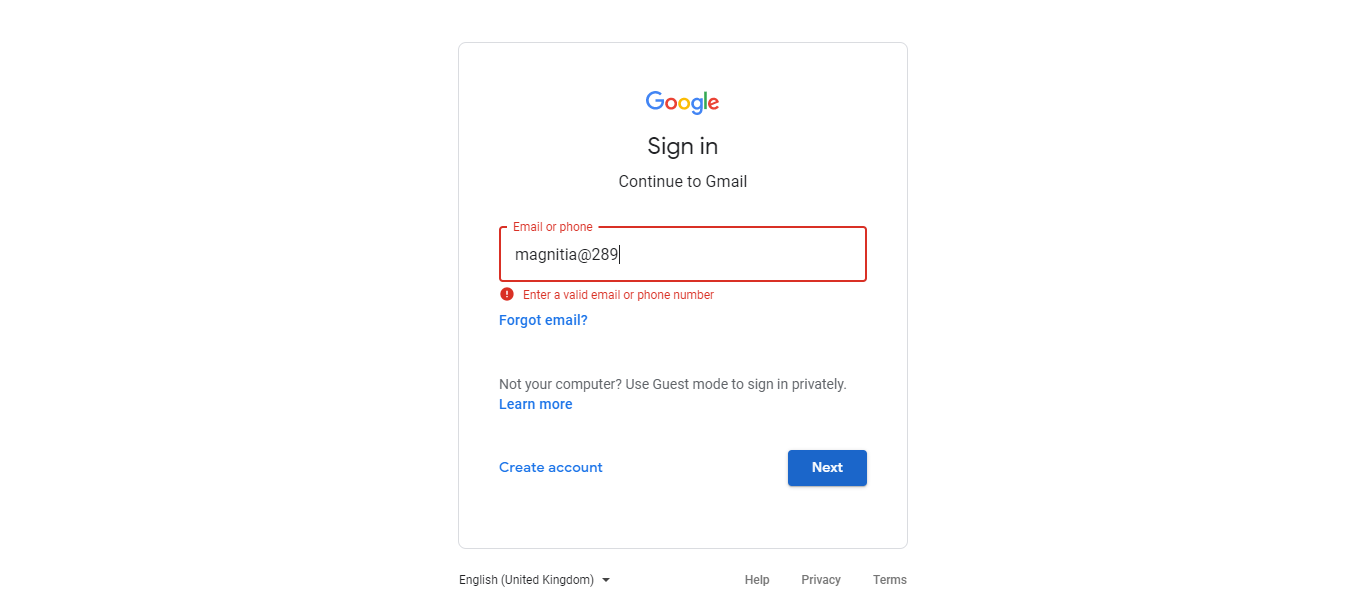 Google
Sign in
Continue to Gmail
Email or phone
magnitia@289
Enter a valid email or phone number
Forgot email?
Not your computer? Use Guest mode to sign in privately.
Learn more
Create account
Next
English (United Kingdom)
Help
Privacy
Terms